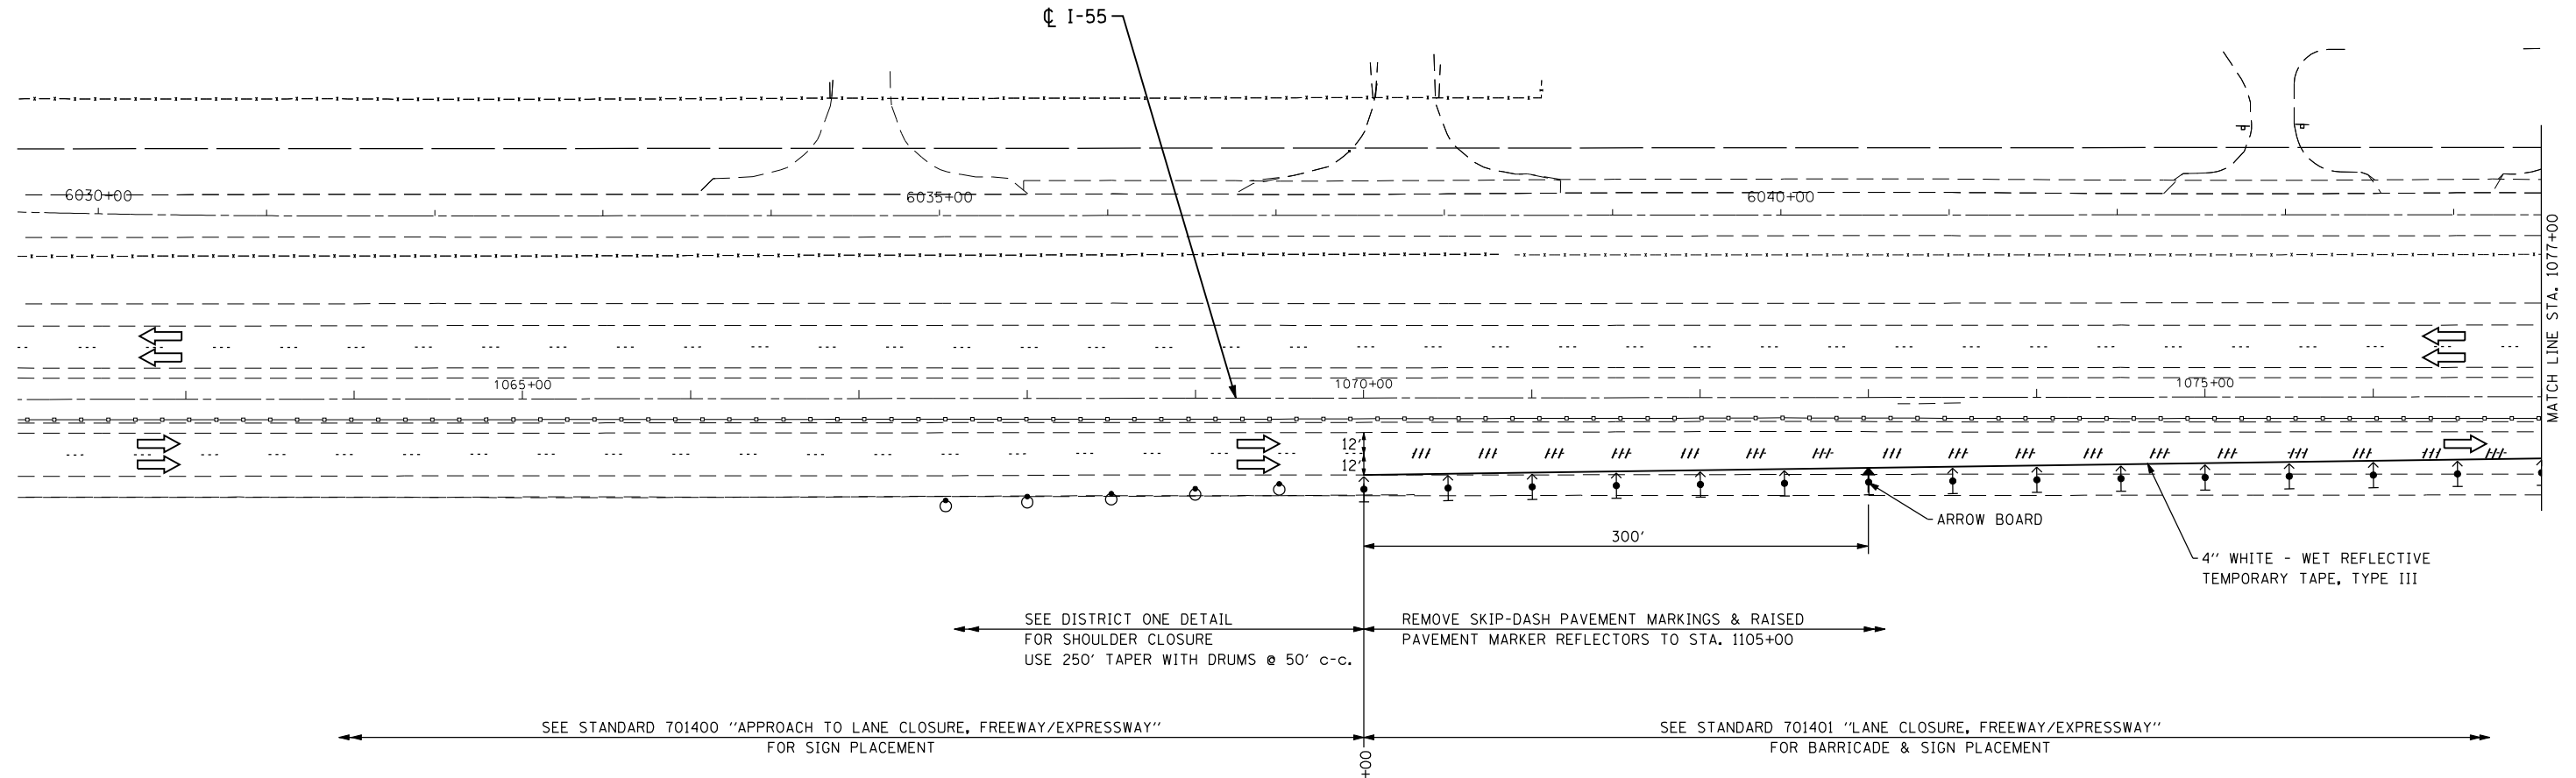 ℄ I-55
6030+00
6035+00
6040+00
MATCH LINE STA. 1077+00
1065+00
1070+00
1075+00
12'
12'
ARROW BOARD
300'
4'' WHITE - WET REFLECTIVE
TEMPORARY TAPE, TYPE III
SEE DISTRICT ONE DETAIL
FOR SHOULDER CLOSURE
USE 250' TAPER WITH DRUMS @ 50' c-c.
REMOVE SKIP-DASH PAVEMENT MARKINGS & RAISED
PAVEMENT MARKER REFLECTORS TO STA. 1105+00
SEE STANDARD 701400 ''APPROACH TO LANE CLOSURE, FREEWAY/EXPRESSWAY''
FOR SIGN PLACEMENT
SEE STANDARD 701401 ''LANE CLOSURE, FREEWAY/EXPRESSWAY''
FOR BARRICADE & SIGN PLACEMENT
+00